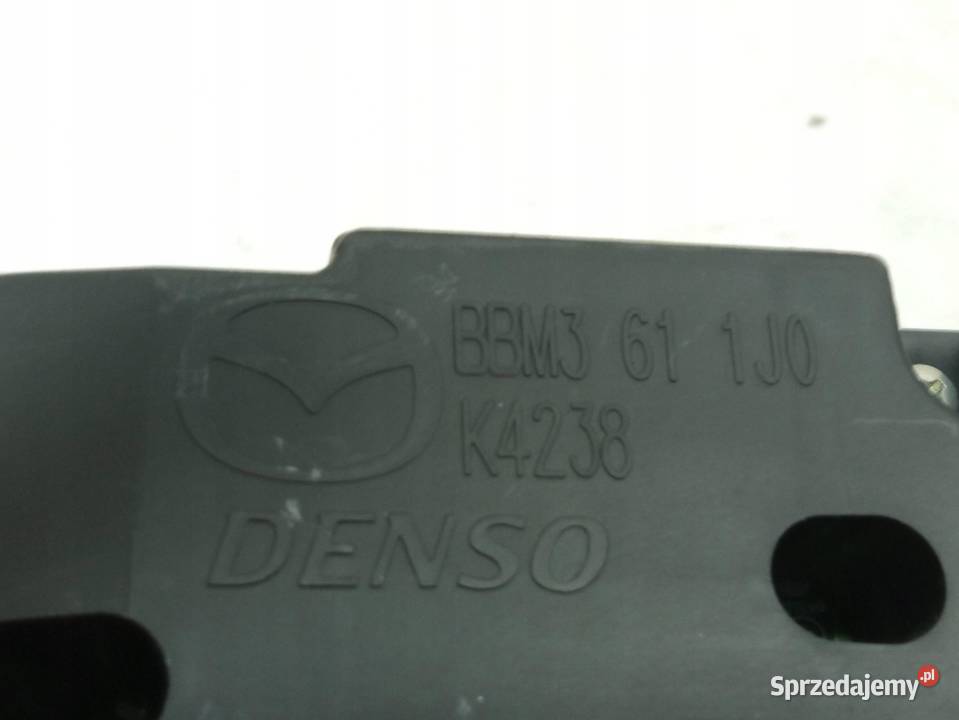 BBM3 61 1J0
K4238
DENSO
Sprzedajemy.pl